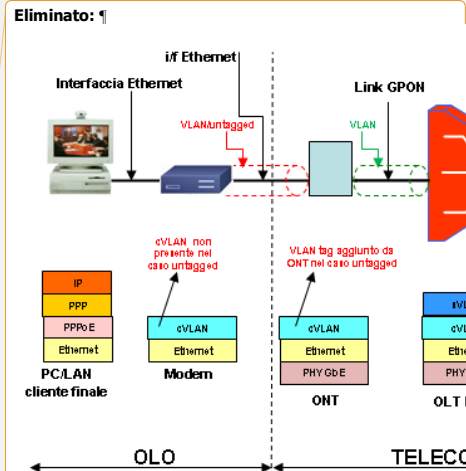 Eliminato: ¶
i/f Ethernet
Interfaccia Ethernet
Link GPON
VLAN/untagged
VLAN
cVLAN non
presente nel
caso untagged
VLAN tag aggiunto da
ONT nel caso untagged
IP
PPP
PPPoE
Ethernet
PC/LAN
cliente finale
cVLAN
Ethernet
Modem
cVLAN
Ethernet
PHY GbE
ONT
OLT
OLO
TELECO